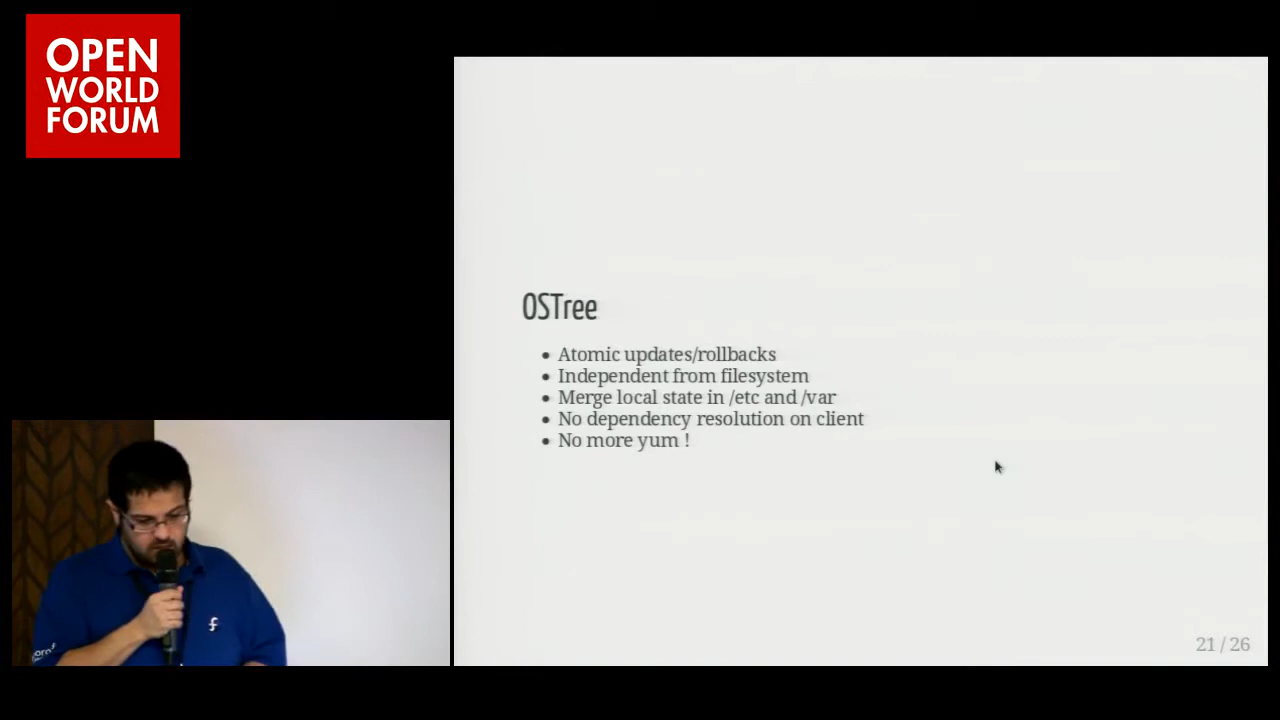 OPEN
WORLD
FORUM
OSTree
Atomic updates/rollbacks
Independent from filesystem
Merge local state in /etc and /var
No dependency resolution on client
No more yum !
21 / 26